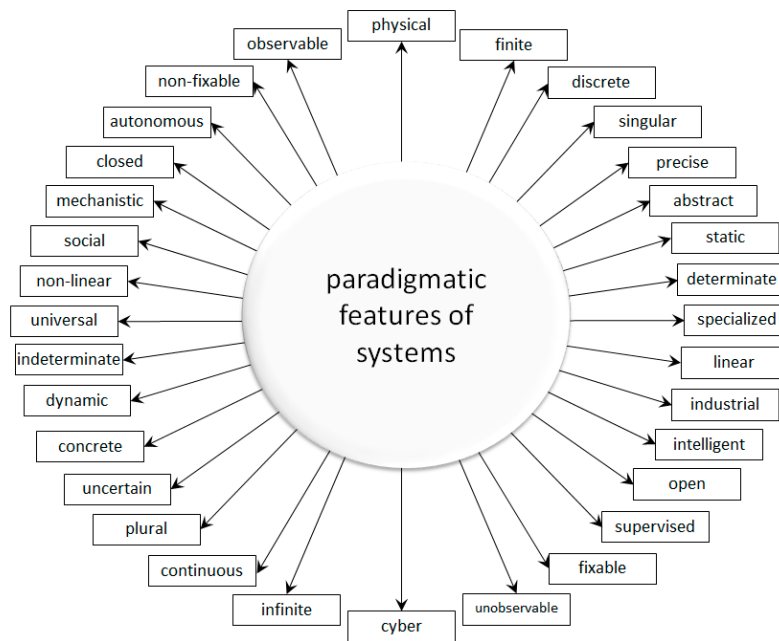 physical
observable
finite
non-fixable
discrete
autonomous
singular
closed
precise
mechanistic
abstract
social
static
non-linear
determinate
universal
specialized
indeterminate
linear
dynamic
industrial
concrete
intelligent
uncertain
open
plural
supervised
continuous
fixable
infinite
unobservable
cyber
paradigmatic
features of
systems